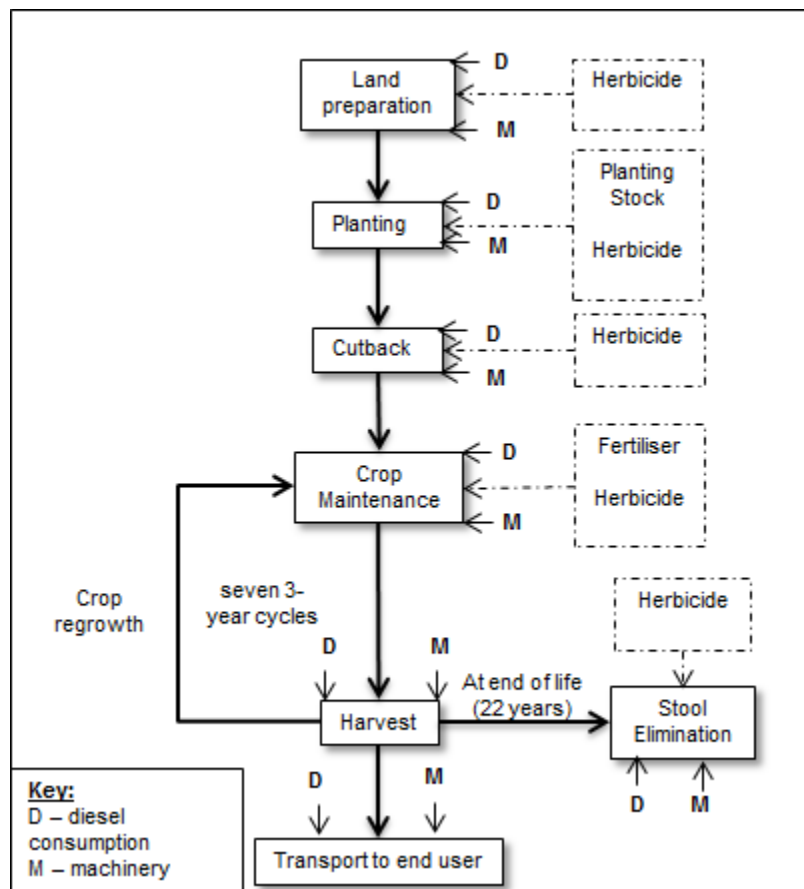 D
Land
preparation
Herbicide
M
Planting
Stock
D
Planting
M
Herbicide
D
Cutback
Herbicide
M
Fertiliser
D
Crop
Maintenance
Herbicide
M
Crop
regrowth
seven 3-
year cycles
Herbicide
D
M
At end of life
(22 years)
Harvest
Stool
Elimination
D
M
D
M
Key:
D – diesel
consumption
M – machinery
Transport to end user